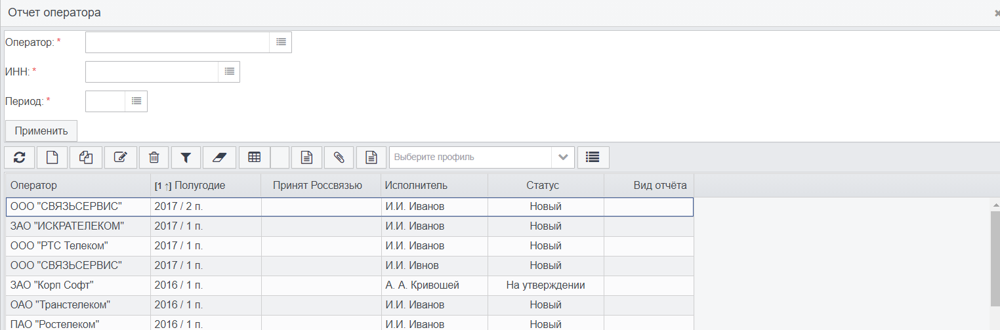 Отчет оператора
Оператор: *
ИНН: *
Период: *
Применить
Выберите профиль
Оператор [1 ↑] Полугодие Принят Россвязью Исполнитель Статус Вид отчёта
ООО "СВЯЗЬСЕРВИС" 2017 / 2 п. И.И. Иванов Новый
ЗАО "ИСКРАТЕЛЕКОМ" 2017 / 1 п. И.И. Иванов Новый
ООО "РТС Телеком" 2017 / 1 п. И.И. Иванов Новый
ООО "СВЯЗЬСЕРВИС" 2017 / 1 п. И.И. Ивнов Новый
ЗАО "Корп Софт" 2016 / 1 п. А. А. Кривошей На утверждении
ОАО "Транстелеком" 2016 / 1 п. И.И. Иванов Новый
ПАО "Ростелеком" 2016 / 1 п. И.И. Иванов Новый